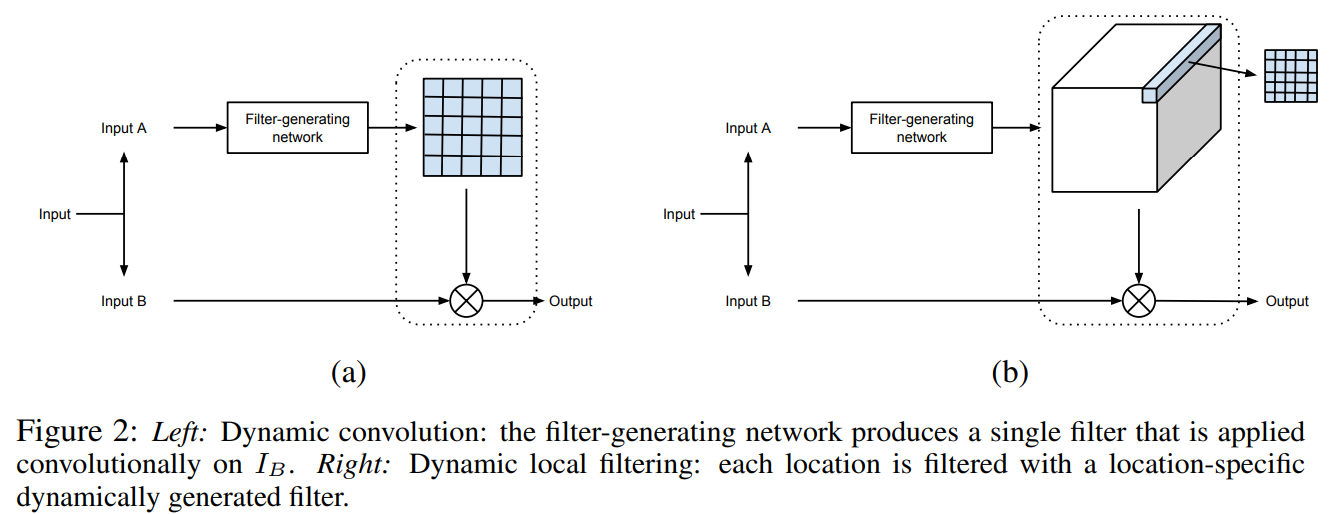 Input A
Filter-generating
network
Input
Input B
Output
(a)
Input A
Filter-generating
network
Input
Input B
Output
(b)
Figure 2: Left: Dynamic convolution: the filter-generating network produces a single filter that is applied
convolutionally on I_B. Right: Dynamic local filtering: each location is filtered with a location-specific
dynamically generated filter.